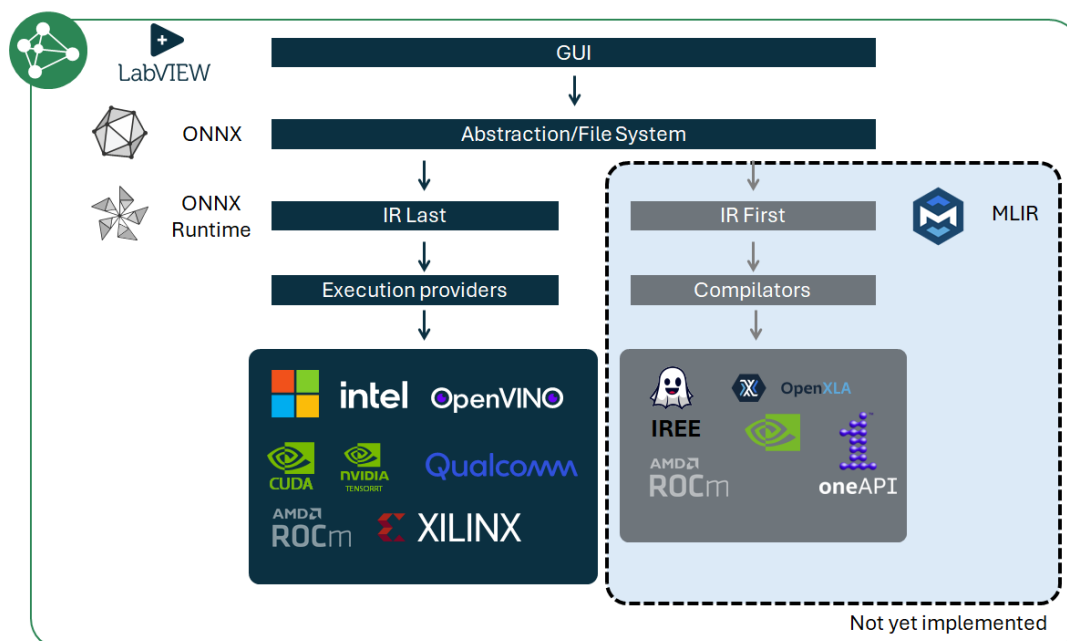 LabVIEW
GUI
ONNX
Abstraction/File System
ONNX
Runtime
IR Last
Execution providers
intel
OpenVINO
CUDA
NVIDIA
TENSORRT
Qualcomm
AMD
ROCm
XILINX
IR First
MLIR
Compilators
IREE
OpenXLA
AMD
ROCm
oneAPI
Not yet implemented